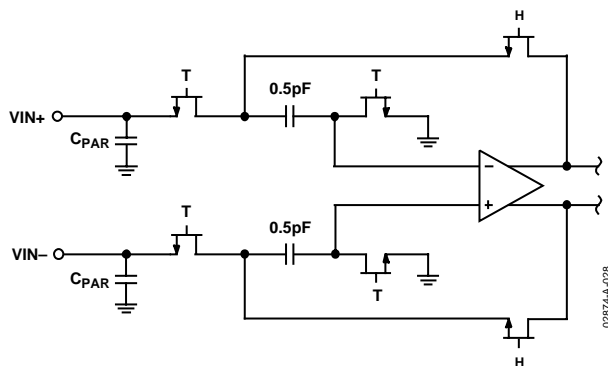 H
T
0.5pF
T
VIN+
CPAR
−
+
T
0.5pF
VIN–
CPAR
T
H
02874-A-028